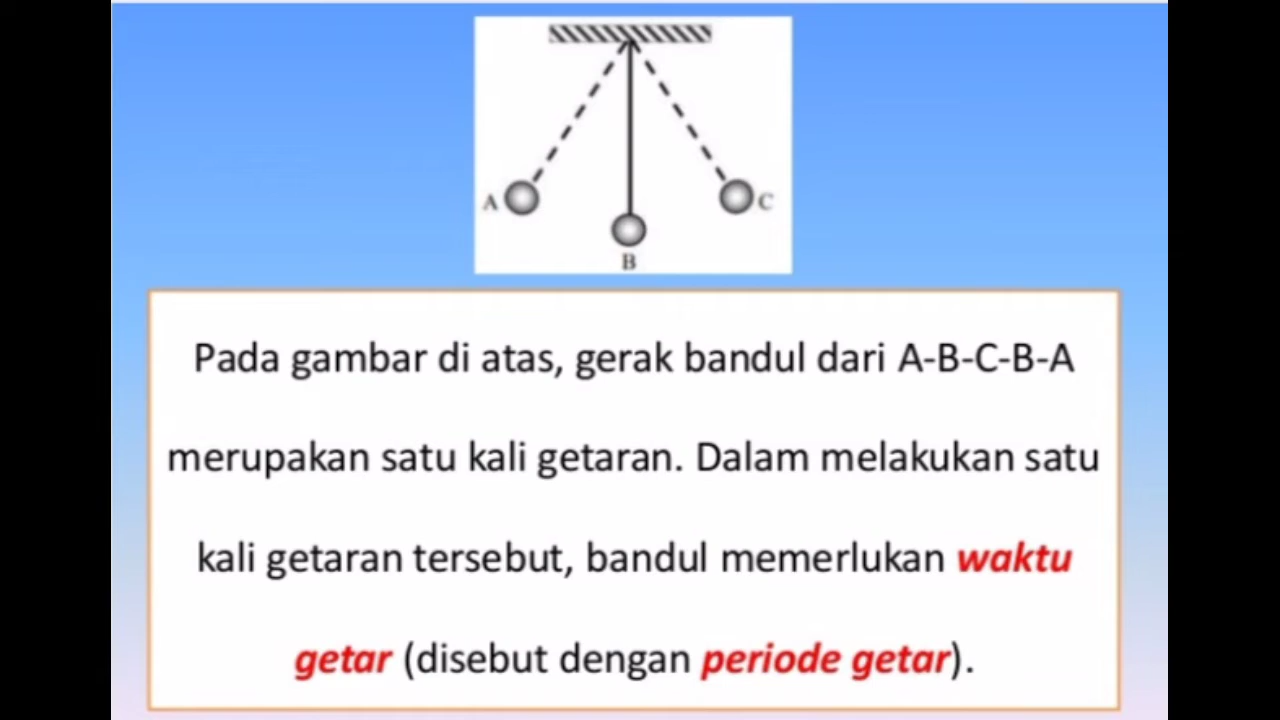 A
C
B
Pada gambar di atas, gerak bandul dari A-B-C-B-A
merupakan satu kali getaran. Dalam melakukan satu
kali getaran tersebut, bandul memerlukan waktu
getar (disebut dengan periode getar).